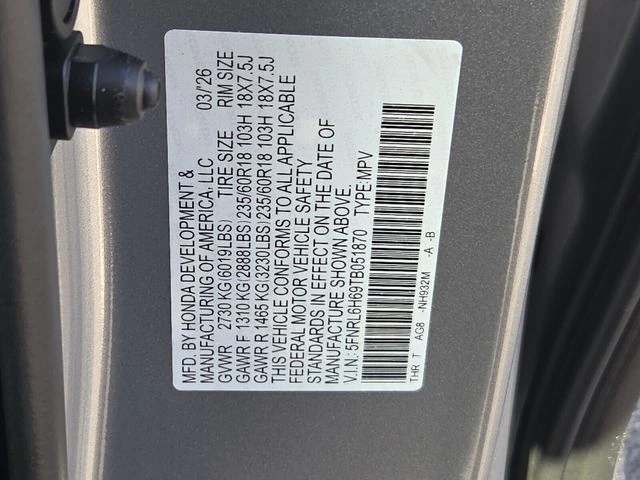 MFD. BY HONDA DEVELOPMENT &
MANUFACTURING OF AMERICA, LLC 03/'26
GVWR 2730 KG(6019LBS) TIRE SIZE RIM SIZE
GAWR F 1310 KG(2888LBS) 235/60R18 103H 18X7.5J
GAWR R 1465 KG(3230LBS) 235/60R18 103H 18X7.5J
THIS VEHICLE CONFORMS TO ALL APPLICABLE
FEDERAL MOTOR VEHICLE SAFETY
STANDARDS IN EFFECT ON THE DATE OF
MANUFACTURE SHOWN ABOVE.
V.I.N: 5FNRL6H69TB051870 TYPE:MPV
THR T AG8 -NH932M -A -B